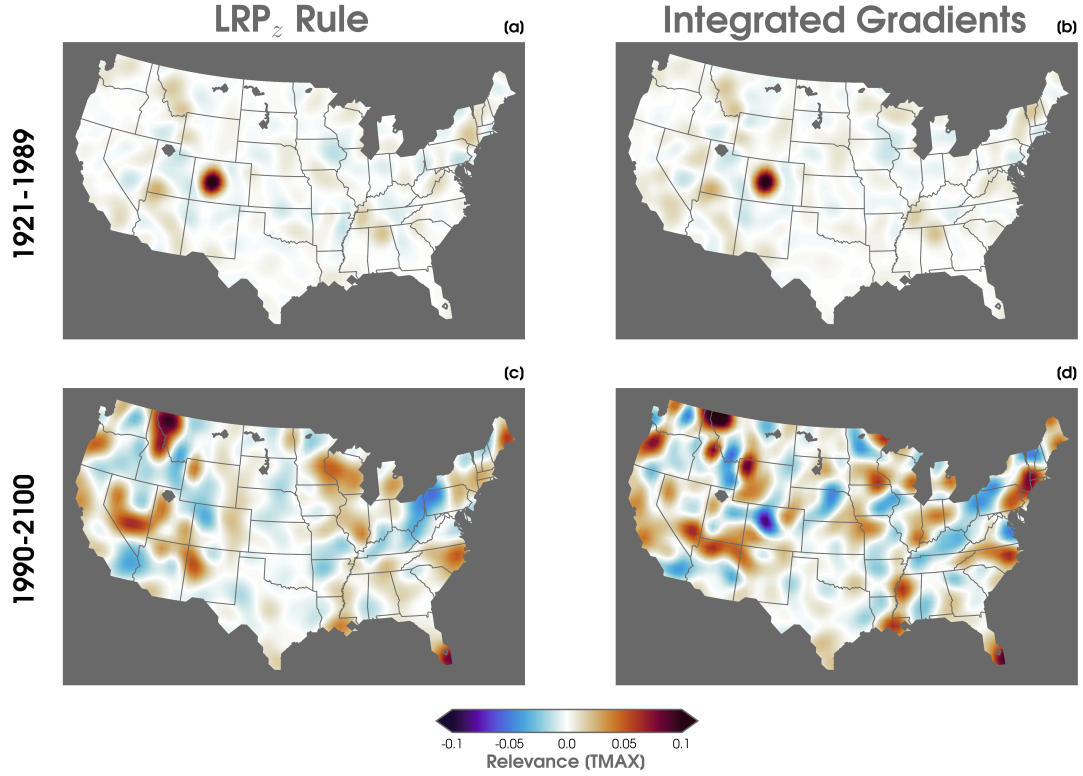 LRP_z Rule
(a)
Integrated Gradients
(b)
1921-1989
(c)
(d)
1990-2100
-0.1 -0.05 0.0 0.05 0.1
Relevance (TMAX)